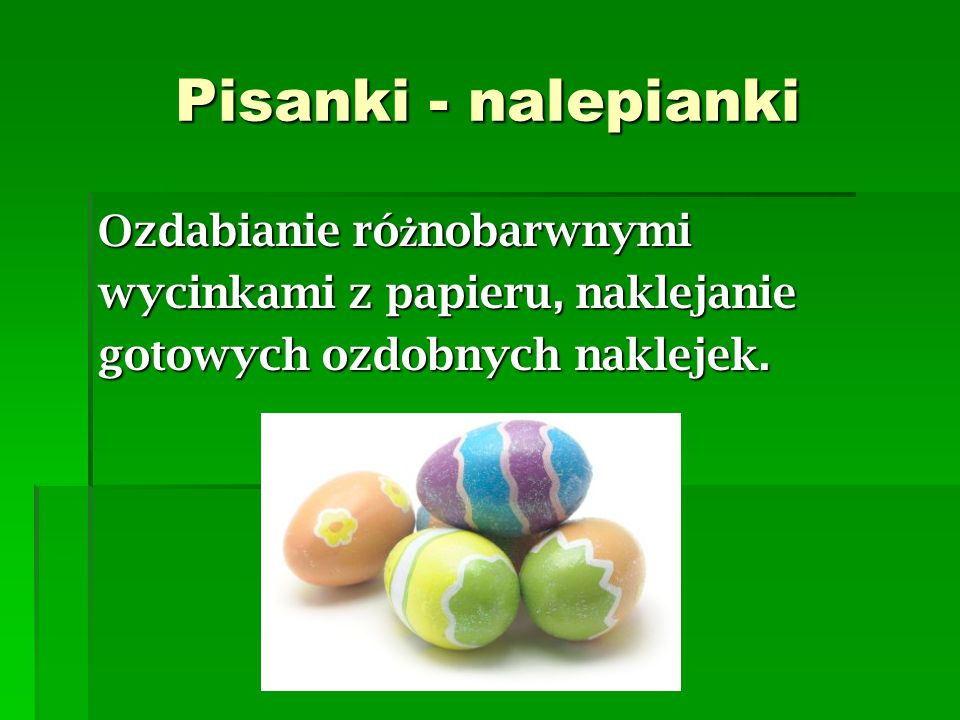 Pisanki - nalepianki
Ozdabianie różnobarwnymi
wycinkami z papieru, naklejanie
gotowych ozdobnych naklejek.